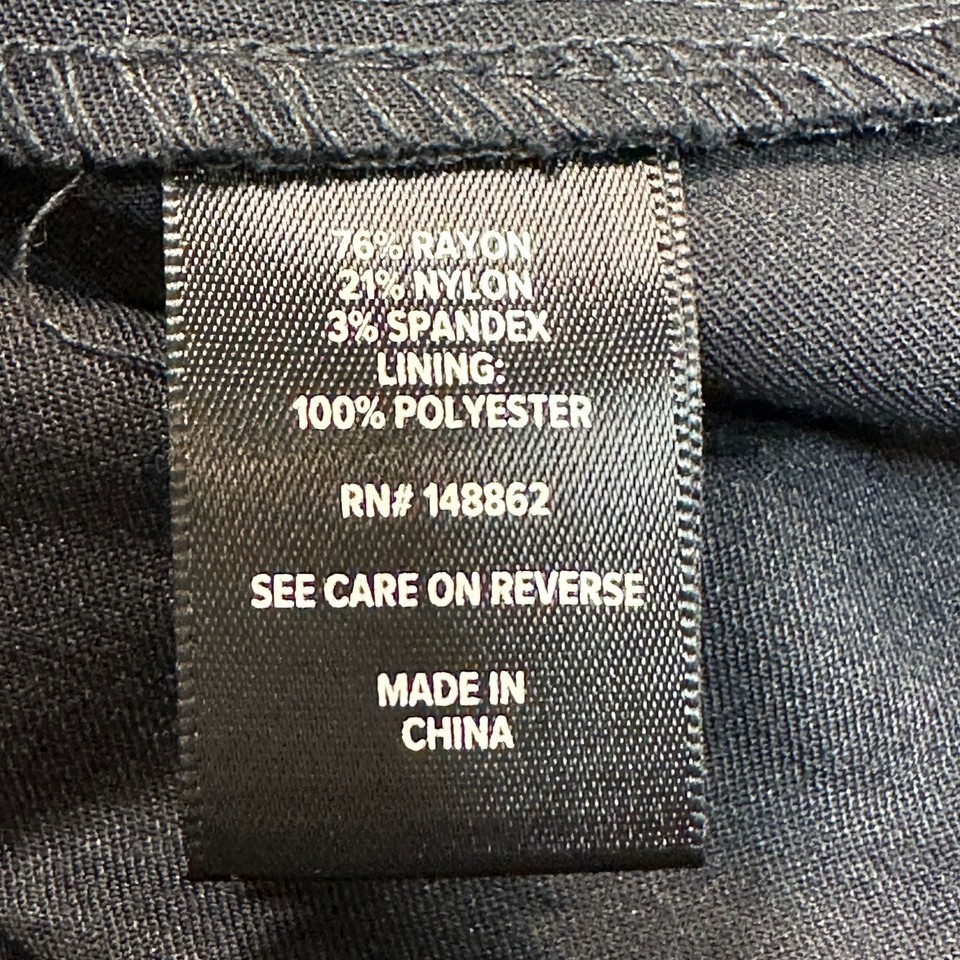 76% RAYON
21% NYLON
3% SPANDEX
LINING:
100% POLYESTER
RN# 148862
SEE CARE ON REVERSE
MADE IN
CHINA